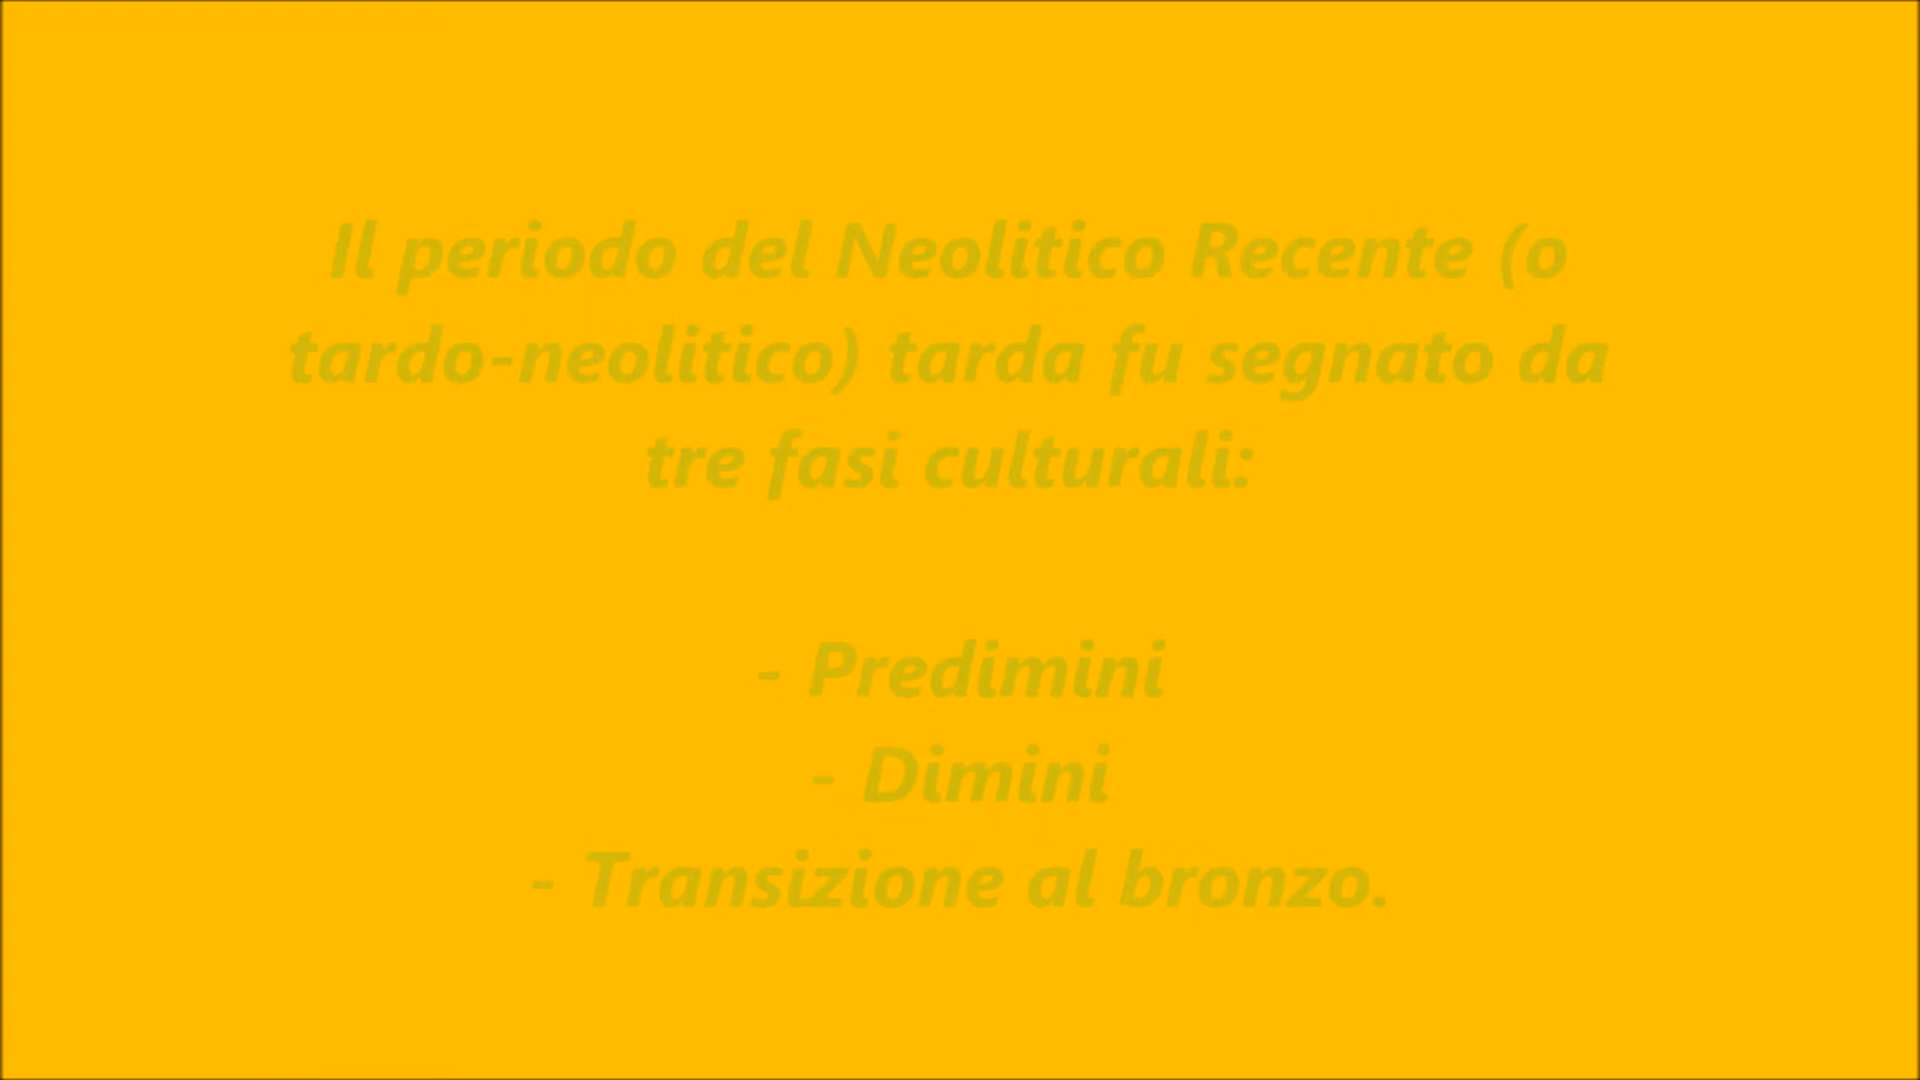 Il periodo del Neolitico Recente (o
tardo-neolitico) tarda fu segnato da
tre fasi culturali:
- Predimini
- Dimini
- Transizione al bronzo.